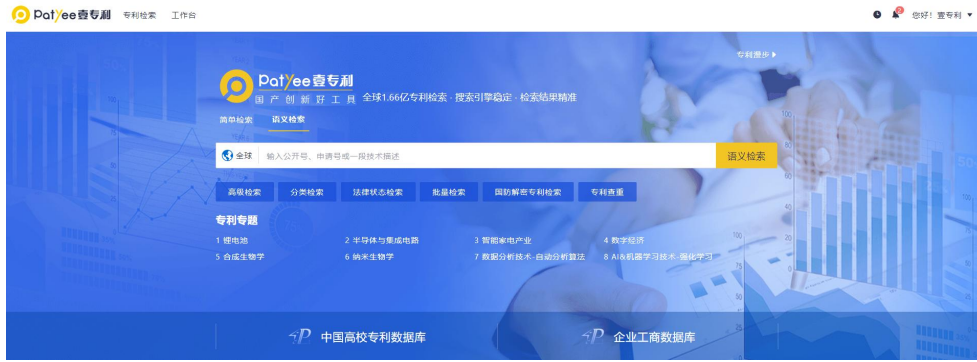 Patyee壹专利 专利检索 工作台 2 您好！壹专利
专利漫步
Patyee壹专利
国产创新好工具 全球1.66亿专利检索 · 搜索引擎稳定 · 检索结果精准
简单检索 语义检索
全球 输入公开号、申请号或一段技术描述 语义检索
高级检索 分类检索 法律状态检索 批量检索 国防解密专利检索 专利查重
专利专题
1 锂电池 2 半导体与集成电路 3 智能家电产业 4 数字经济
5 合成生物学 6 纳米生物学 7 数据分析技术-自动分析算法 8 AI&机器学习技术-强化学习
中国高校专利数据库 企业工商数据库